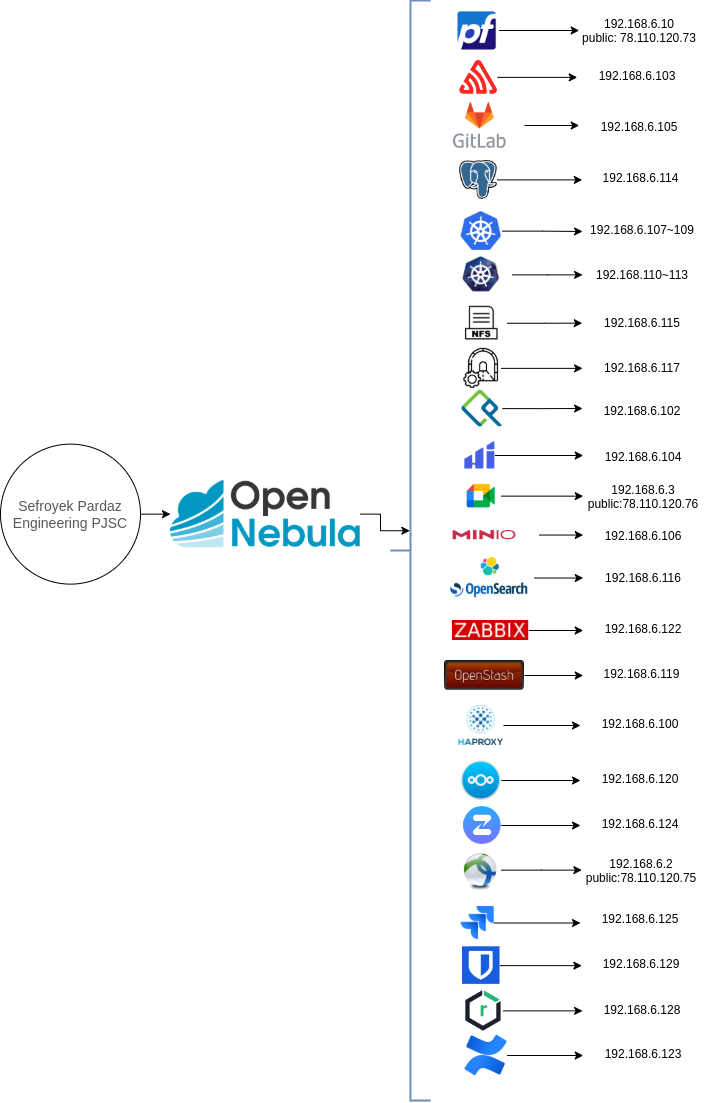 pf
192.168.6.10
public: 78.110.120.73
192.168.6.103
GitLab
192.168.6.105
192.168.6.114
192.168.6.107~109
192.168.110~113
NFS
192.168.6.115
192.168.6.117
192.168.6.102
192.168.6.104
192.168.6.3
public:78.110.120.76
Sefroyek Pardaz
Engineering PJSC
Open
Nebula
MINIO
192.168.6.106
OpenSearch
192.168.6.116
ZABBIX
192.168.6.122
OpenStash
192.168.6.119
HAPROXY
192.168.6.100
192.168.6.120
Z
192.168.6.124
192.168.6.2
public:78.110.120.75
192.168.6.125
192.168.6.129
r
192.168.6.128
192.168.6.123